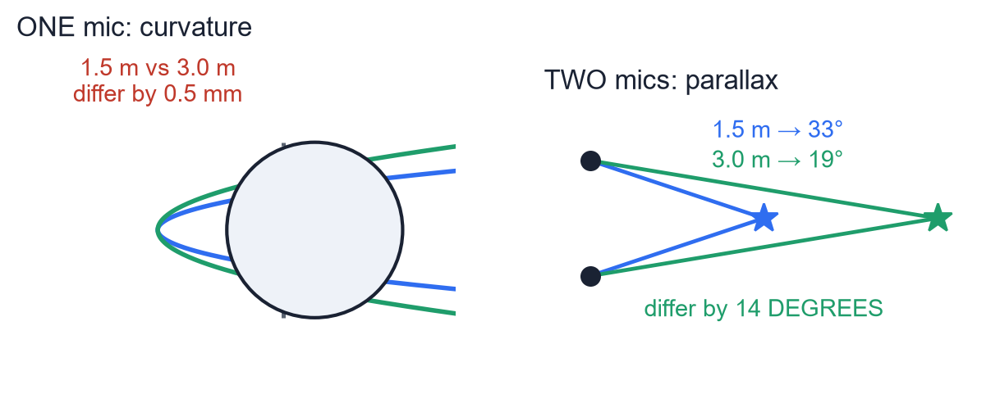 ONE mic: curvature
1.5 m vs 3.0 m
differ by 0.5 mm
TWO mics: parallax
1.5 m → 33°
3.0 m → 19°
differ by 14 DEGREES